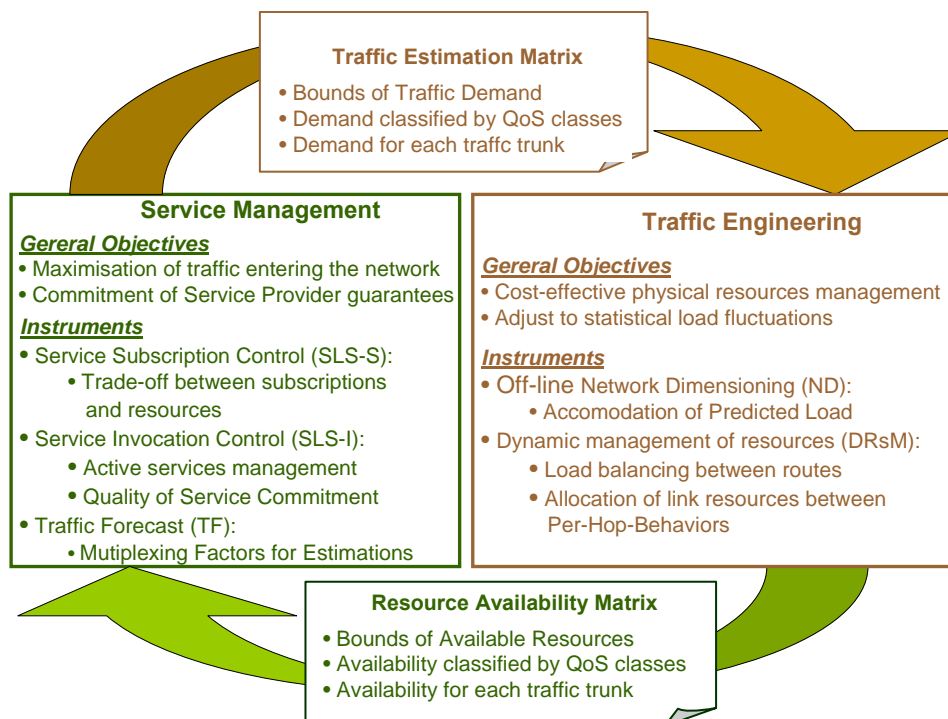 Traffic Estimation Matrix
• Bounds of Traffic Demand
• Demand classified by QoS classes
• Demand for each traffc trunk
Service Management
Gereral Objectives
• Maximisation of traffic entering the network
• Commitment of Service Provider guarantees
Instruments
• Service Subscription Control (SLS-S):
• Trade-off between subscriptions
and resources
• Service Invocation Control (SLS-I):
• Active services management
• Quality of Service Commitment
• Traffic Forecast (TF):
• Mutiplexing Factors for Estimations
Traffic Engineering
Gereral Objectives
• Cost-effective physical resources management
• Adjust to statistical load fluctuations
Instruments
• Off-line Network Dimensioning (ND):
• Accomodation of Predicted Load
• Dynamic management of resources (DRsM):
• Load balancing between routes
• Allocation of link resources between
Per-Hop-Behaviors
Resource Availability Matrix
• Bounds of Available Resources
• Availability classified by QoS classes
• Availability for each traffic trunk